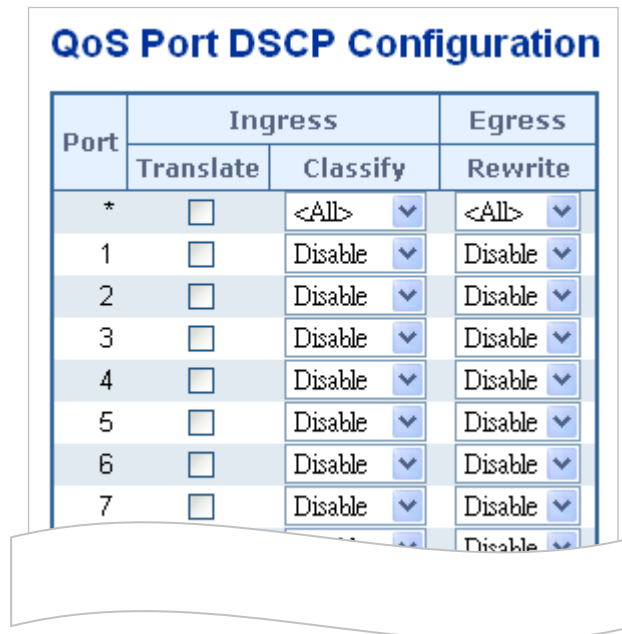 QoS Port DSCP Configuration
Port Ingress Egress
Translate Classify Rewrite
* <All> <All>
1 Disable Disable
2 Disable Disable
3 Disable Disable
4 Disable Disable
5 Disable Disable
6 Disable Disable
7 Disable Disable
Disable